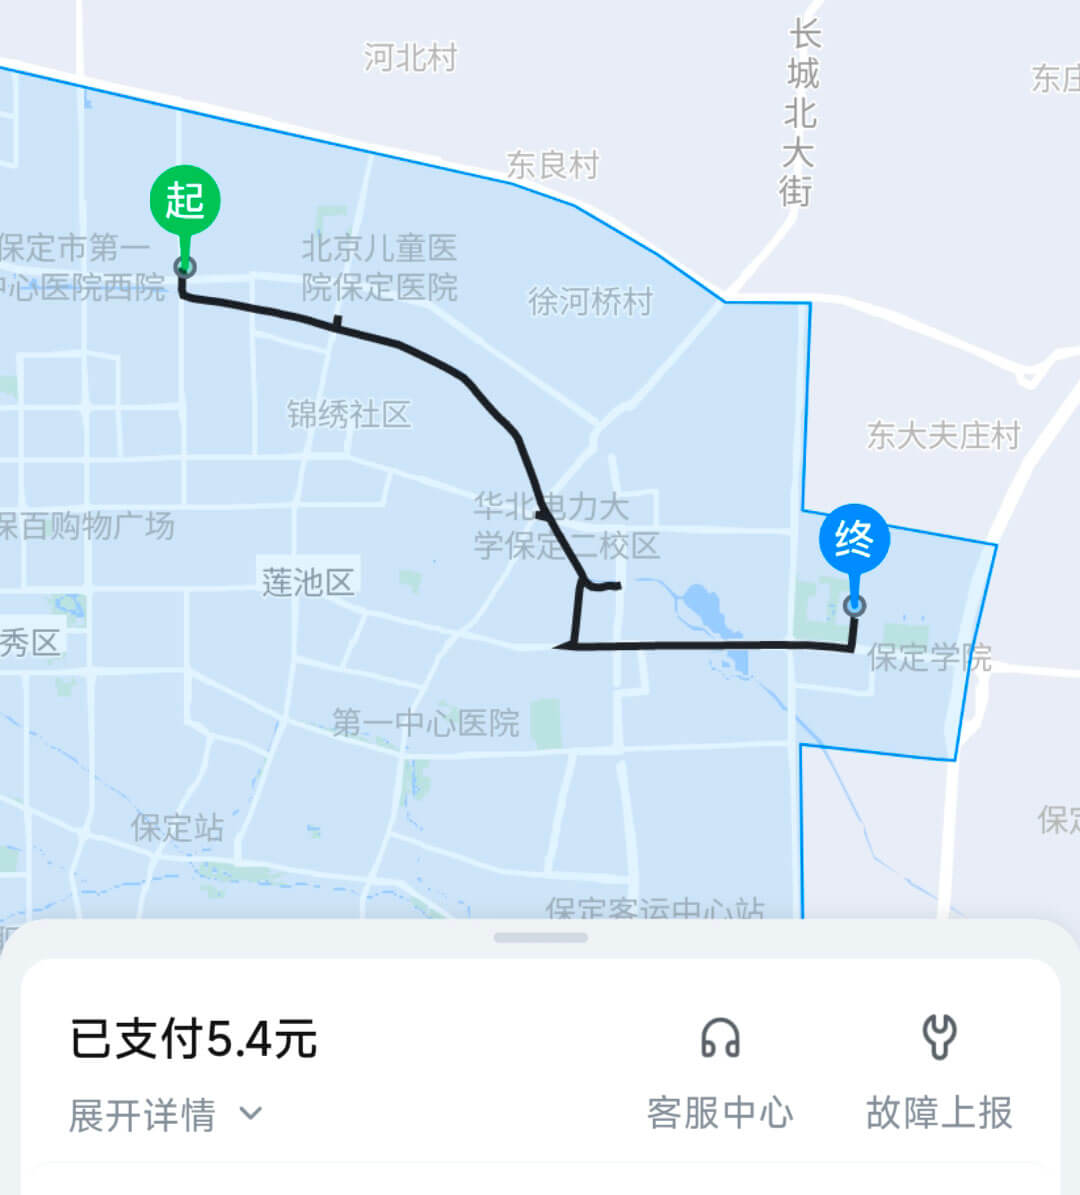 河北村
长城北大街
东庄
东良村
起
保定市第一
中心医院西院
北京儿童医
院保定医院
徐河桥村
锦绣社区
东大夫庄村
华北电力大
学保定二校区
保百购物广场
终
莲池区
秀区
保定学院
第一中心医院
保定站
保定
保定客运中心站
已支付5.4元
展开详情
客服中心
故障上报